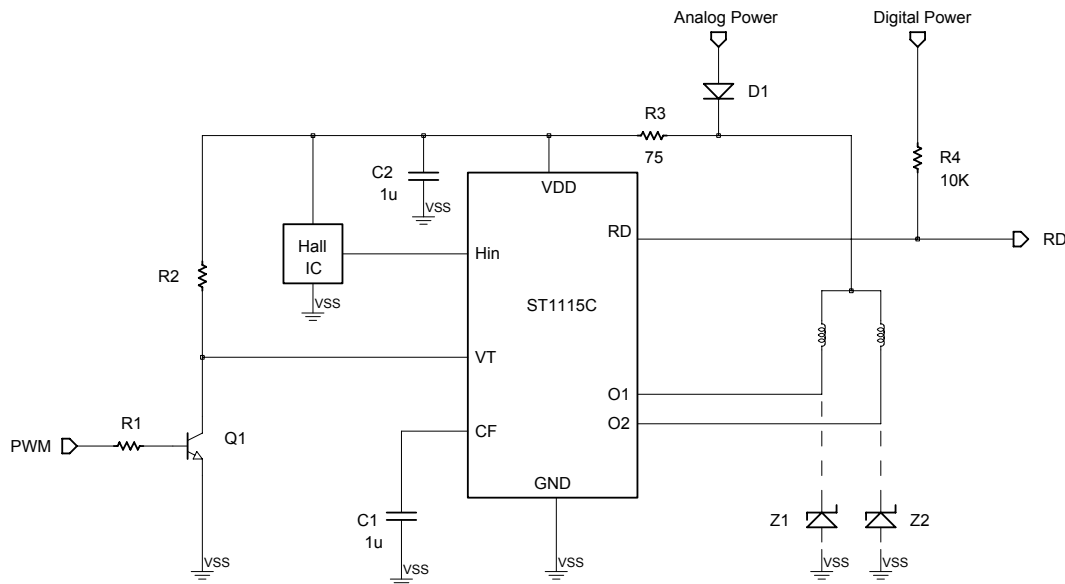 Analog Power
Digital Power
D1
R3
75
R4
10K
C2
1u
VSS
VDD
RD
RD
Hall
IC
Hin
R2
VSS
ST1115C
VT
O1
O2
R1
PWM
Q1
CF
GND
C1
1u
Z1
Z2
VSS
VSS
VSS
VSS
VSS